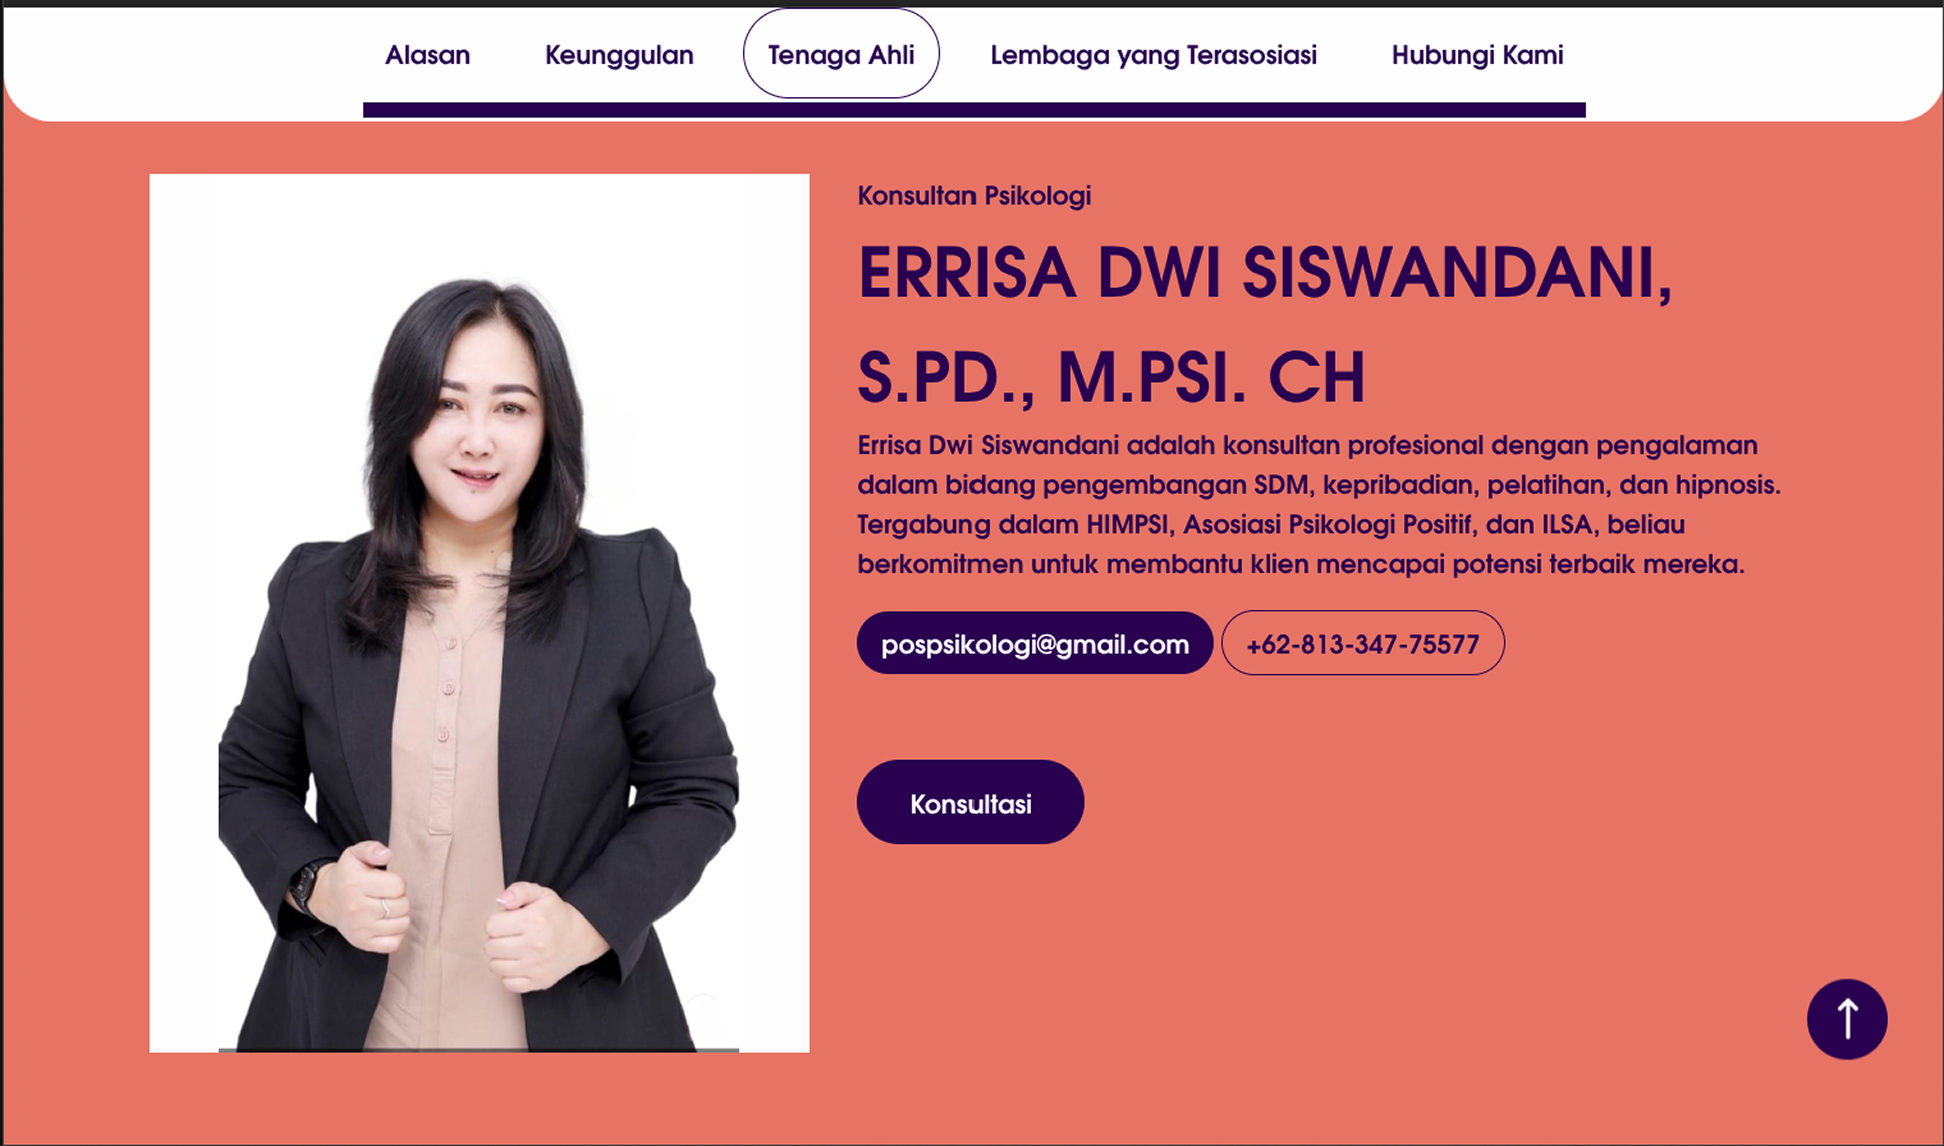 Alasan Keunggulan Tenaga Ahli Lembaga yang Terasosiasi Hubungi Kami
Konsultan Psikologi
ERRISA DWI SISWANDANI,
S.PD., M.PSI. CH
Errisa Dwi Siswandani adalah konsultan profesional dengan pengalaman
dalam bidang pengembangan SDM, kepribadian, pelatihan, dan hipnosis.
Tergabung dalam HIMPSI, Asosiasi Psikologi Positif, dan ILSA, beliau
berkomitmen untuk membantu klien mencapai potensi terbaik mereka.
pospsikologi@gmail.com +62-813-347-75577
Konsultasi